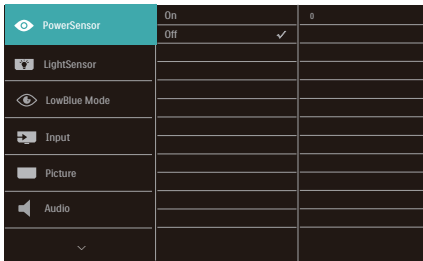 PowerSensor
On
0
Off
LightSensor
LowBlue Mode
Input
Picture
Audio